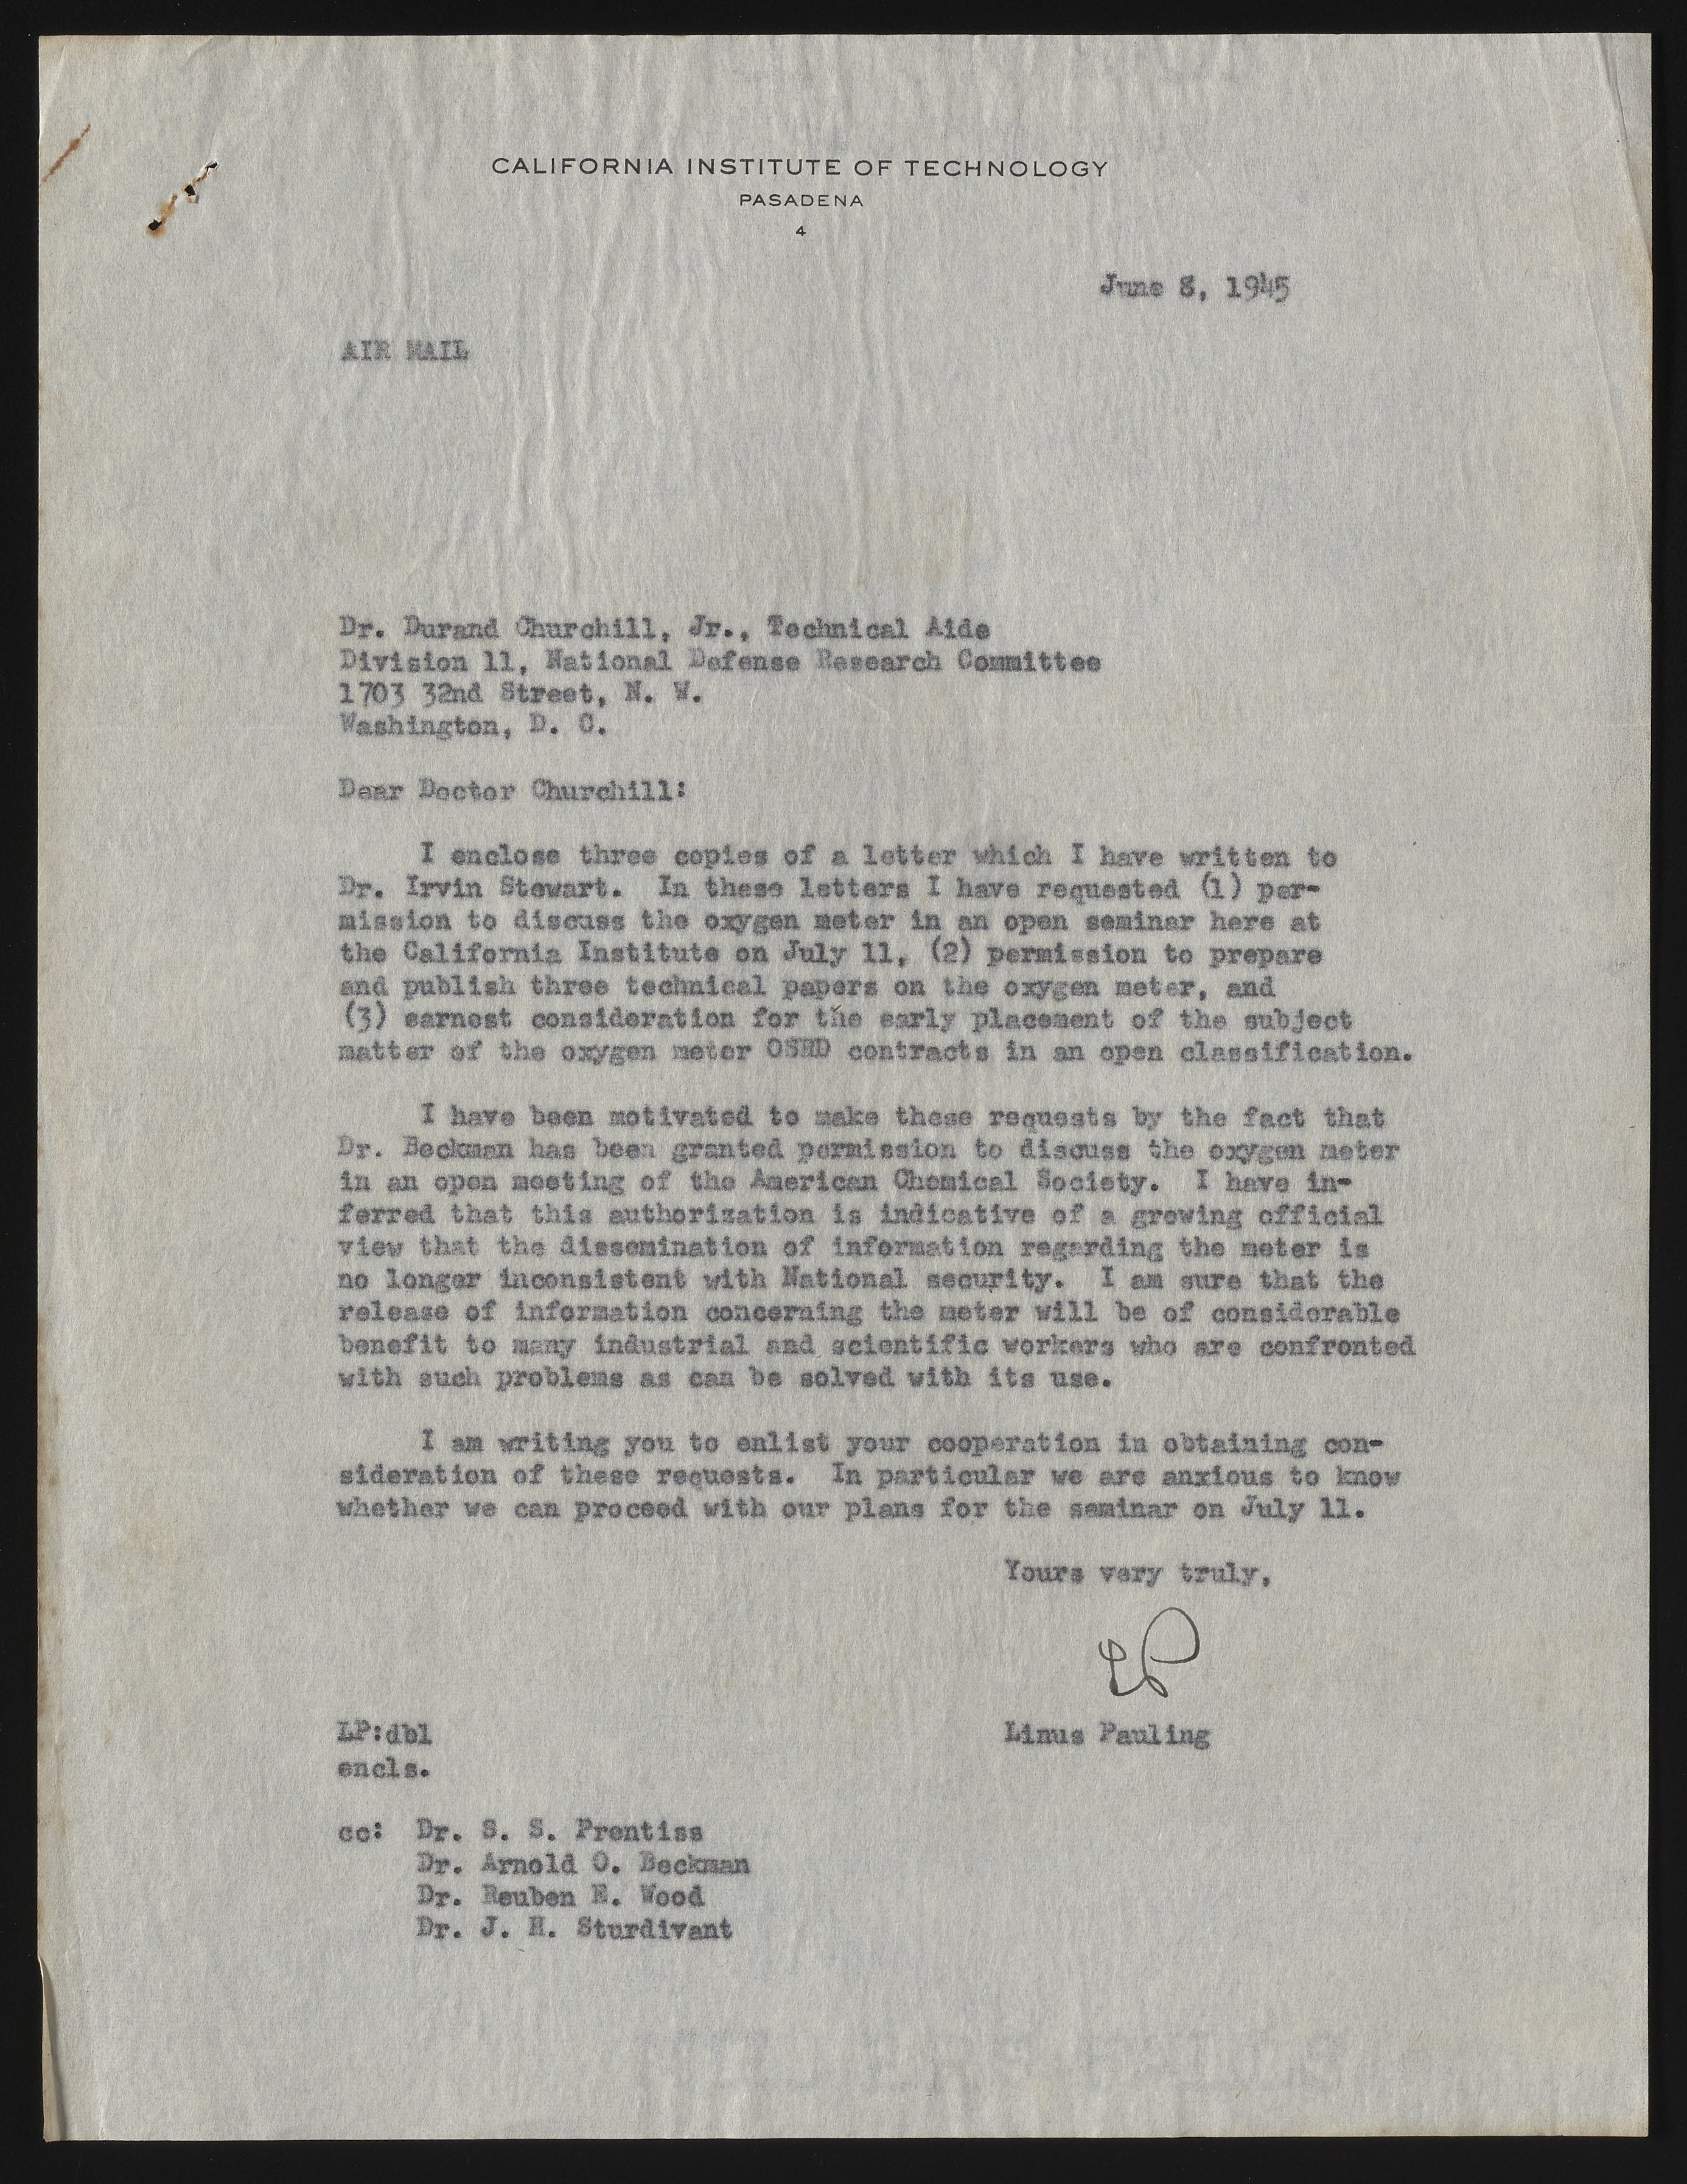 CALIFORNIA INSTITUTE OF TECHNOLOGY
PASADENA
4
June 8, 1945
AIR MAIL
Dr. Durand Churchill, Jr., Technical Aide
Division 11, National Defense Research Committee
1703 32nd Street, N. W.
Washington, D. C.
Dear Doctor Churchill:
I enclose three copies of a letter which I have written to
Dr. Irvin Stewart. In these letters I have requested (1) per-
mission to discuss the oxygen meter in an open seminar here at
the California Institute on July 11, (2) permission to prepare
and publish three technical papers on the oxygen meter, and
(3) earnest consideration for the early placement of the subject
matter of the oxygen meter OSRD contracts in an open classification.
I have been motivated to make these requests by the fact that
Dr. Beckman has been granted permission to discuss the oxygen meter
in an open meeting of the American Chemical Society. I have in-
ferred that this authorization is indicative of a growing official
view that the dissemination of information regarding the meter is
no longer inconsistent with National security. I am sure that the
release of information concerning the meter will be of considerable
benefit to many industrial and scientific workers who are confronted
with such problems as can be solved with its use.
I am writing you to enlist your cooperation in obtaining con-
sideration of these requests. In particular we are anxious to know
whether we can proceed with our plans for the seminar on July 11.
Yours very truly,
LP
LP:dbl
Linus Pauling
encls.
cc: Dr. S. S. Prentiss
Dr. Arnold O. Beckman
Dr. Reuben E. Wood
Dr. J. H. Sturdivant